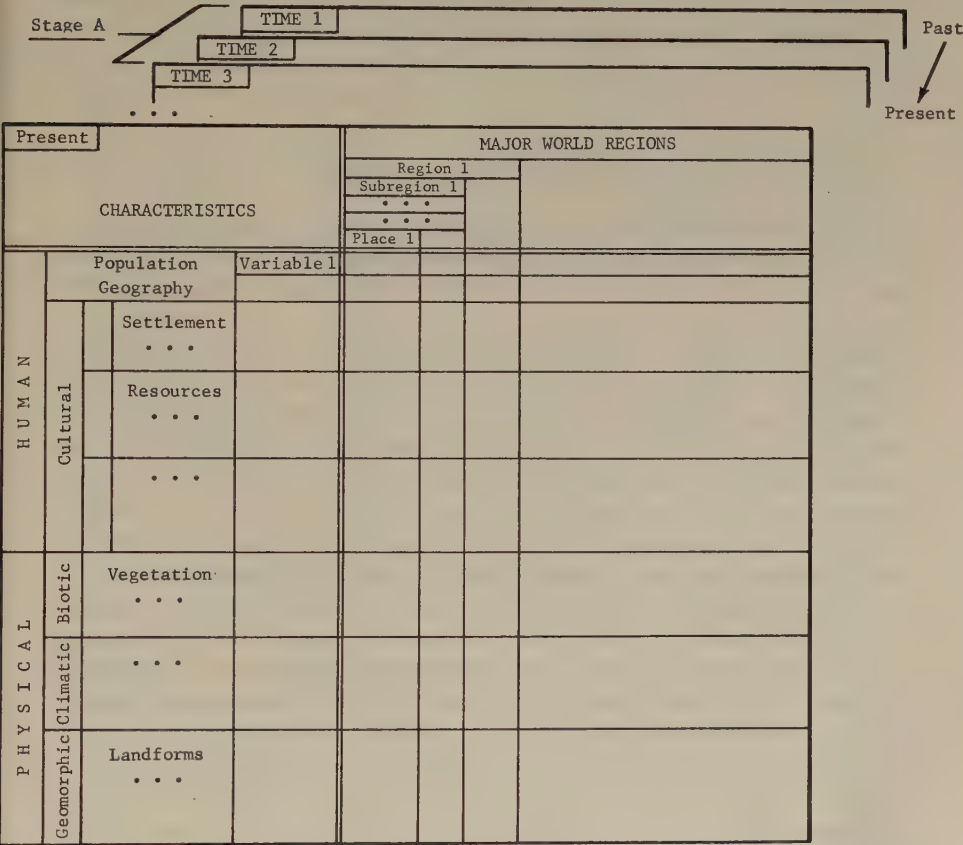 Stage A
TIME 1
Past
TIME 2
TIME 3
Present
• • •
Present
MAJOR WORLD REGIONS
Region 1
Subregion 1
• • •
• • •
CHARACTERISTICS
Place 1
HUMAN
Population
Geography
Variable 1
Cultural
Settlement
• • •
Resources
• • •
• • •
PHYSICAL
Biotic
Vegetation
• • •
Climatic
• • •
Geomorphic
Landforms
• • •